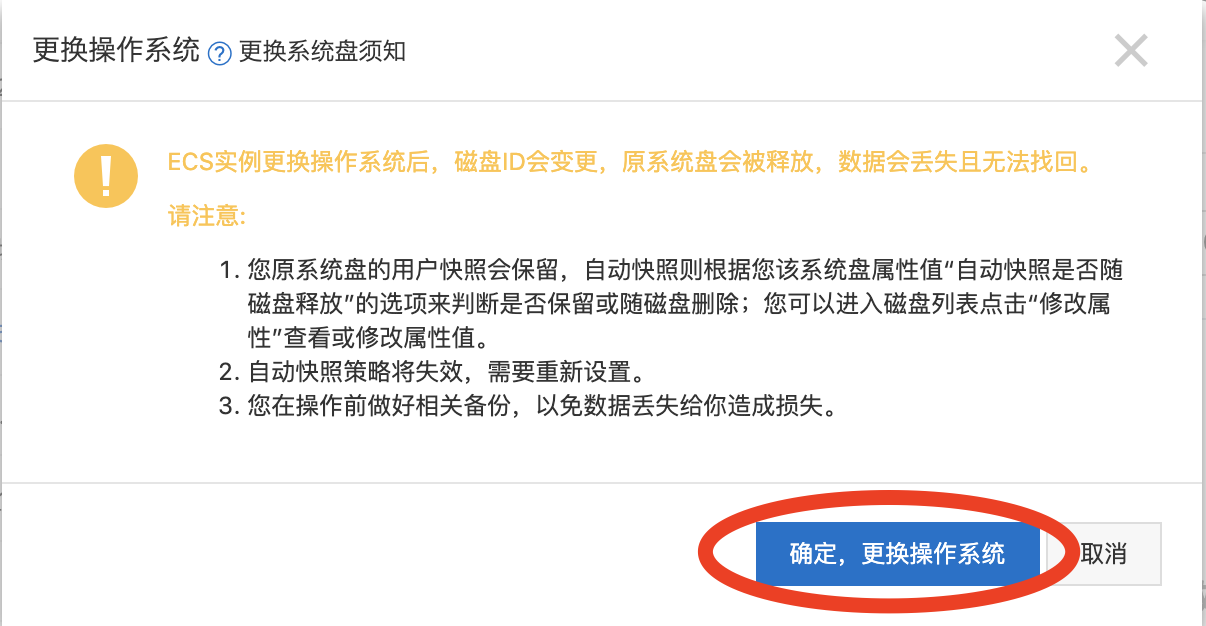 更换操作系统 ? 更换系统盘须知
ECS实例更换操作系统后，磁盘ID会变更，原系统盘会被释放，数据会丢失且无法找回。
请注意:
1. 您原系统盘的用户快照会保留，自动快照则根据您该系统盘属性值“自动快照是否随
磁盘释放”的选项来判断是否保留或随磁盘删除；您可以进入磁盘列表点击“修改属
性”查看或修改属性值。
2. 自动快照策略将失效，需要重新设置。
3. 您在操作前做好相关备份，以免数据丢失给你造成损失。
确定，更换操作系统 取消